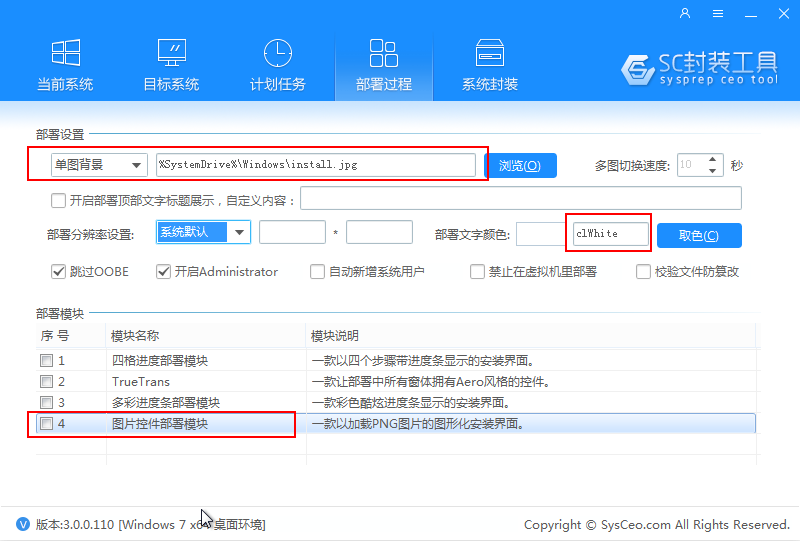 当前系统
目标系统
计划任务
部署过程
系统封装
SC封装工具
sysprep ceo tool
部署设置
单图背景 %SystemDrive%\Windows\install.jpg 浏览(O) 多图切换速度: 10 秒
开启部署顶部文字标题展示，自定义内容：
部署分辨率设置: 系统默认 * 部署文字颜色: clWhite 取色(C)
跳过OOBE 开启Administrator 自动新增系统用户 禁止在虚拟机里部署 校验文件防篡改
部署模块
序 号 模块名称 模块说明
1 四格进度部署模块 一款以四个步骤带进度条显示的安装界面。
2 TrueTrans 一款让部署中所有窗体拥有Aero风格的控件。
3 多彩进度条部署模块 一款彩色酷炫进度条显示的安装界面。
4 图片控件部署模块 一款以加载PNG图片的图形化安装界面。
V 版本:3.0.0.110 [Windows 7 x64 桌面环境] Copyright © SysCeo.com All Rights Reserved.